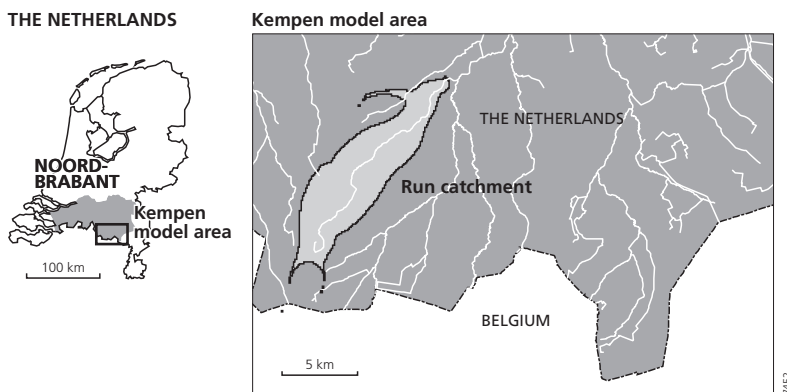 THE NETHERLANDS
NOORD-
BRABANT
Kempen
model area
100 km
Kempen model area
THE NETHERLANDS
Run catchment
BELGIUM
5 km